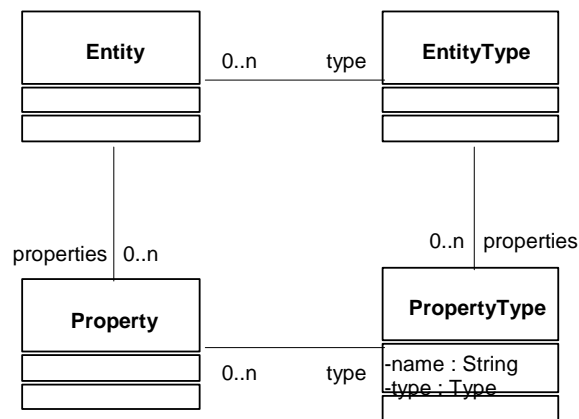 Entity
0..n type
EntityType
properties 0..n
0..n properties
Property
0..n type
PropertyType
-name : String
-type : Type